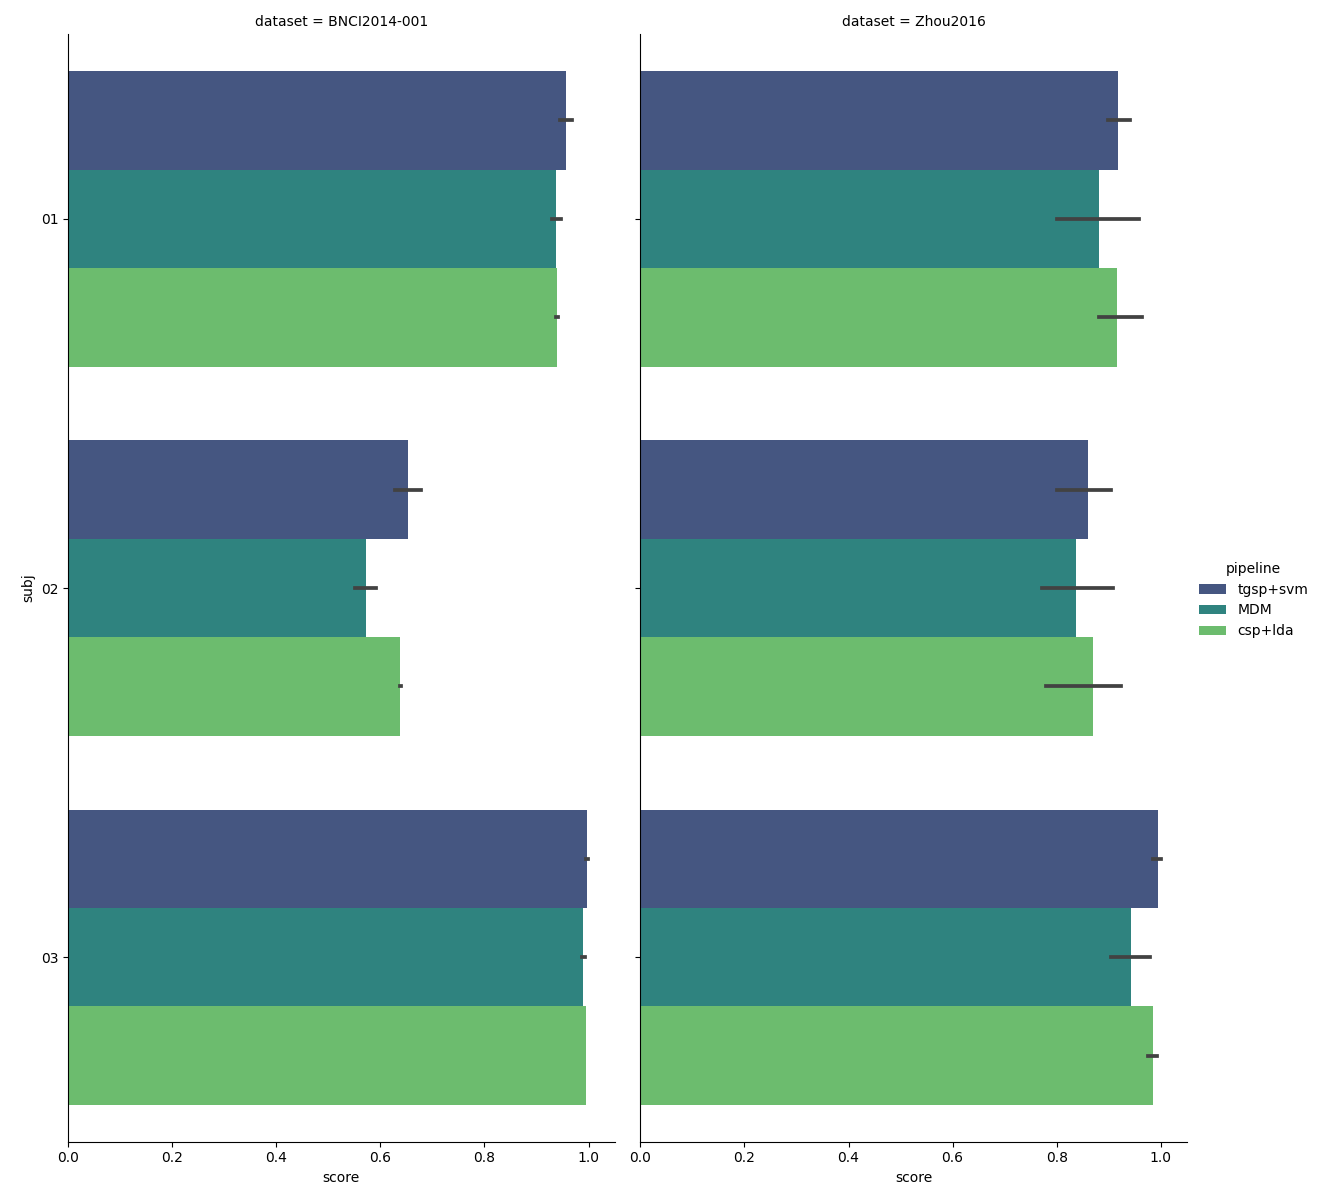 dataset = BNCI2014-001
dataset = Zhou2016
01
02
03
subj
0.0 0.2 0.4 0.6 0.8 1.0
score
0.0 0.2 0.4 0.6 0.8 1.0
score
pipeline
tgsp+svm
MDM
csp+lda